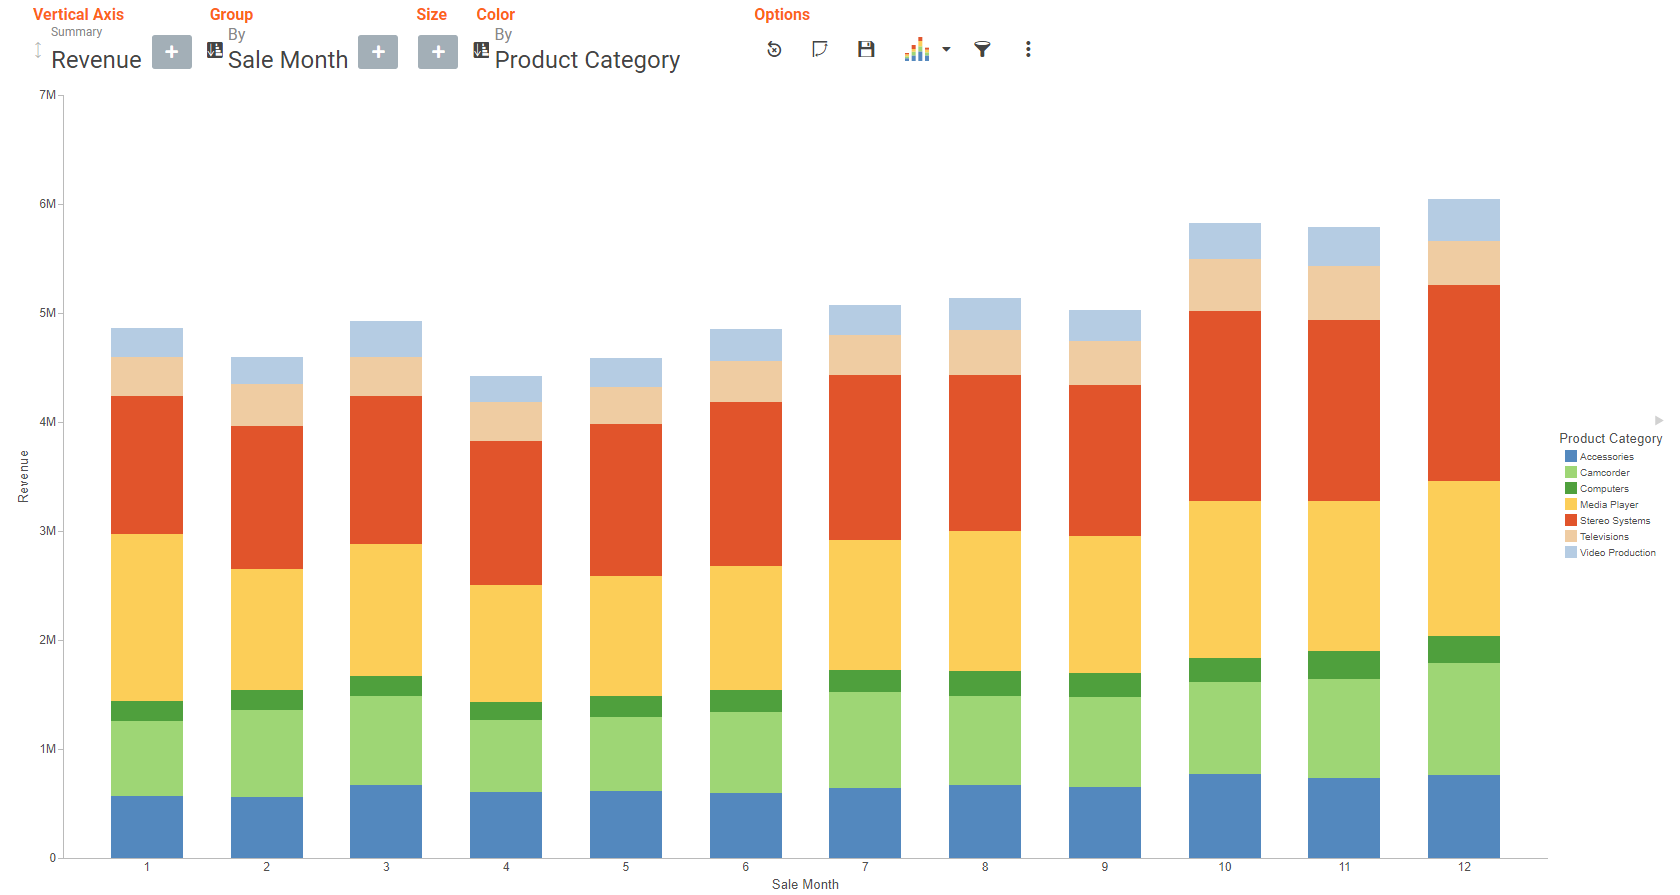 Vertical Axis
Group
Size
Color
Options
Summary
By
By
Revenue
+
Sale Month
+
+
Product Category
7M
6M
5M
4M
3M
2M
1M
0
Revenue
1
2
3
4
5
6
7
8
9
10
11
12
Sale Month
Product Category
Accessories
Camcorder
Computers
Media Player
Stereo Systems
Televisions
Video Production